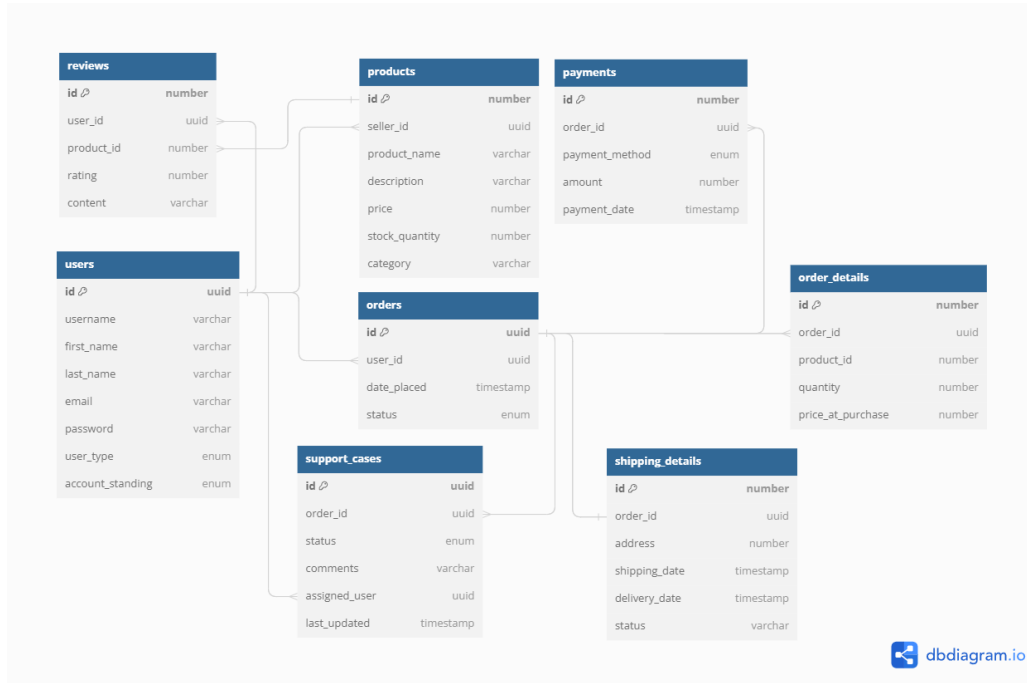 reviews
id number
user_id uuid
product_id number
rating number
content varchar
products
id number
seller_id uuid
product_name varchar
description varchar
price number
stock_quantity number
category varchar
payments
id number
order_id uuid
payment_method enum
amount number
payment_date timestamp
users
id uuid
username varchar
first_name varchar
last_name varchar
email varchar
password varchar
user_type enum
account_standing enum
orders
id uuid
user_id uuid
date_placed timestamp
status enum
order_details
id number
order_id uuid
product_id number
quantity number
price_at_purchase number
support_cases
id uuid
order_id uuid
status enum
comments varchar
assigned_user uuid
last_updated timestamp
shipping_details
id number
order_id uuid
address number
shipping_date timestamp
delivery_date timestamp
status varchar
dbdiagram.io